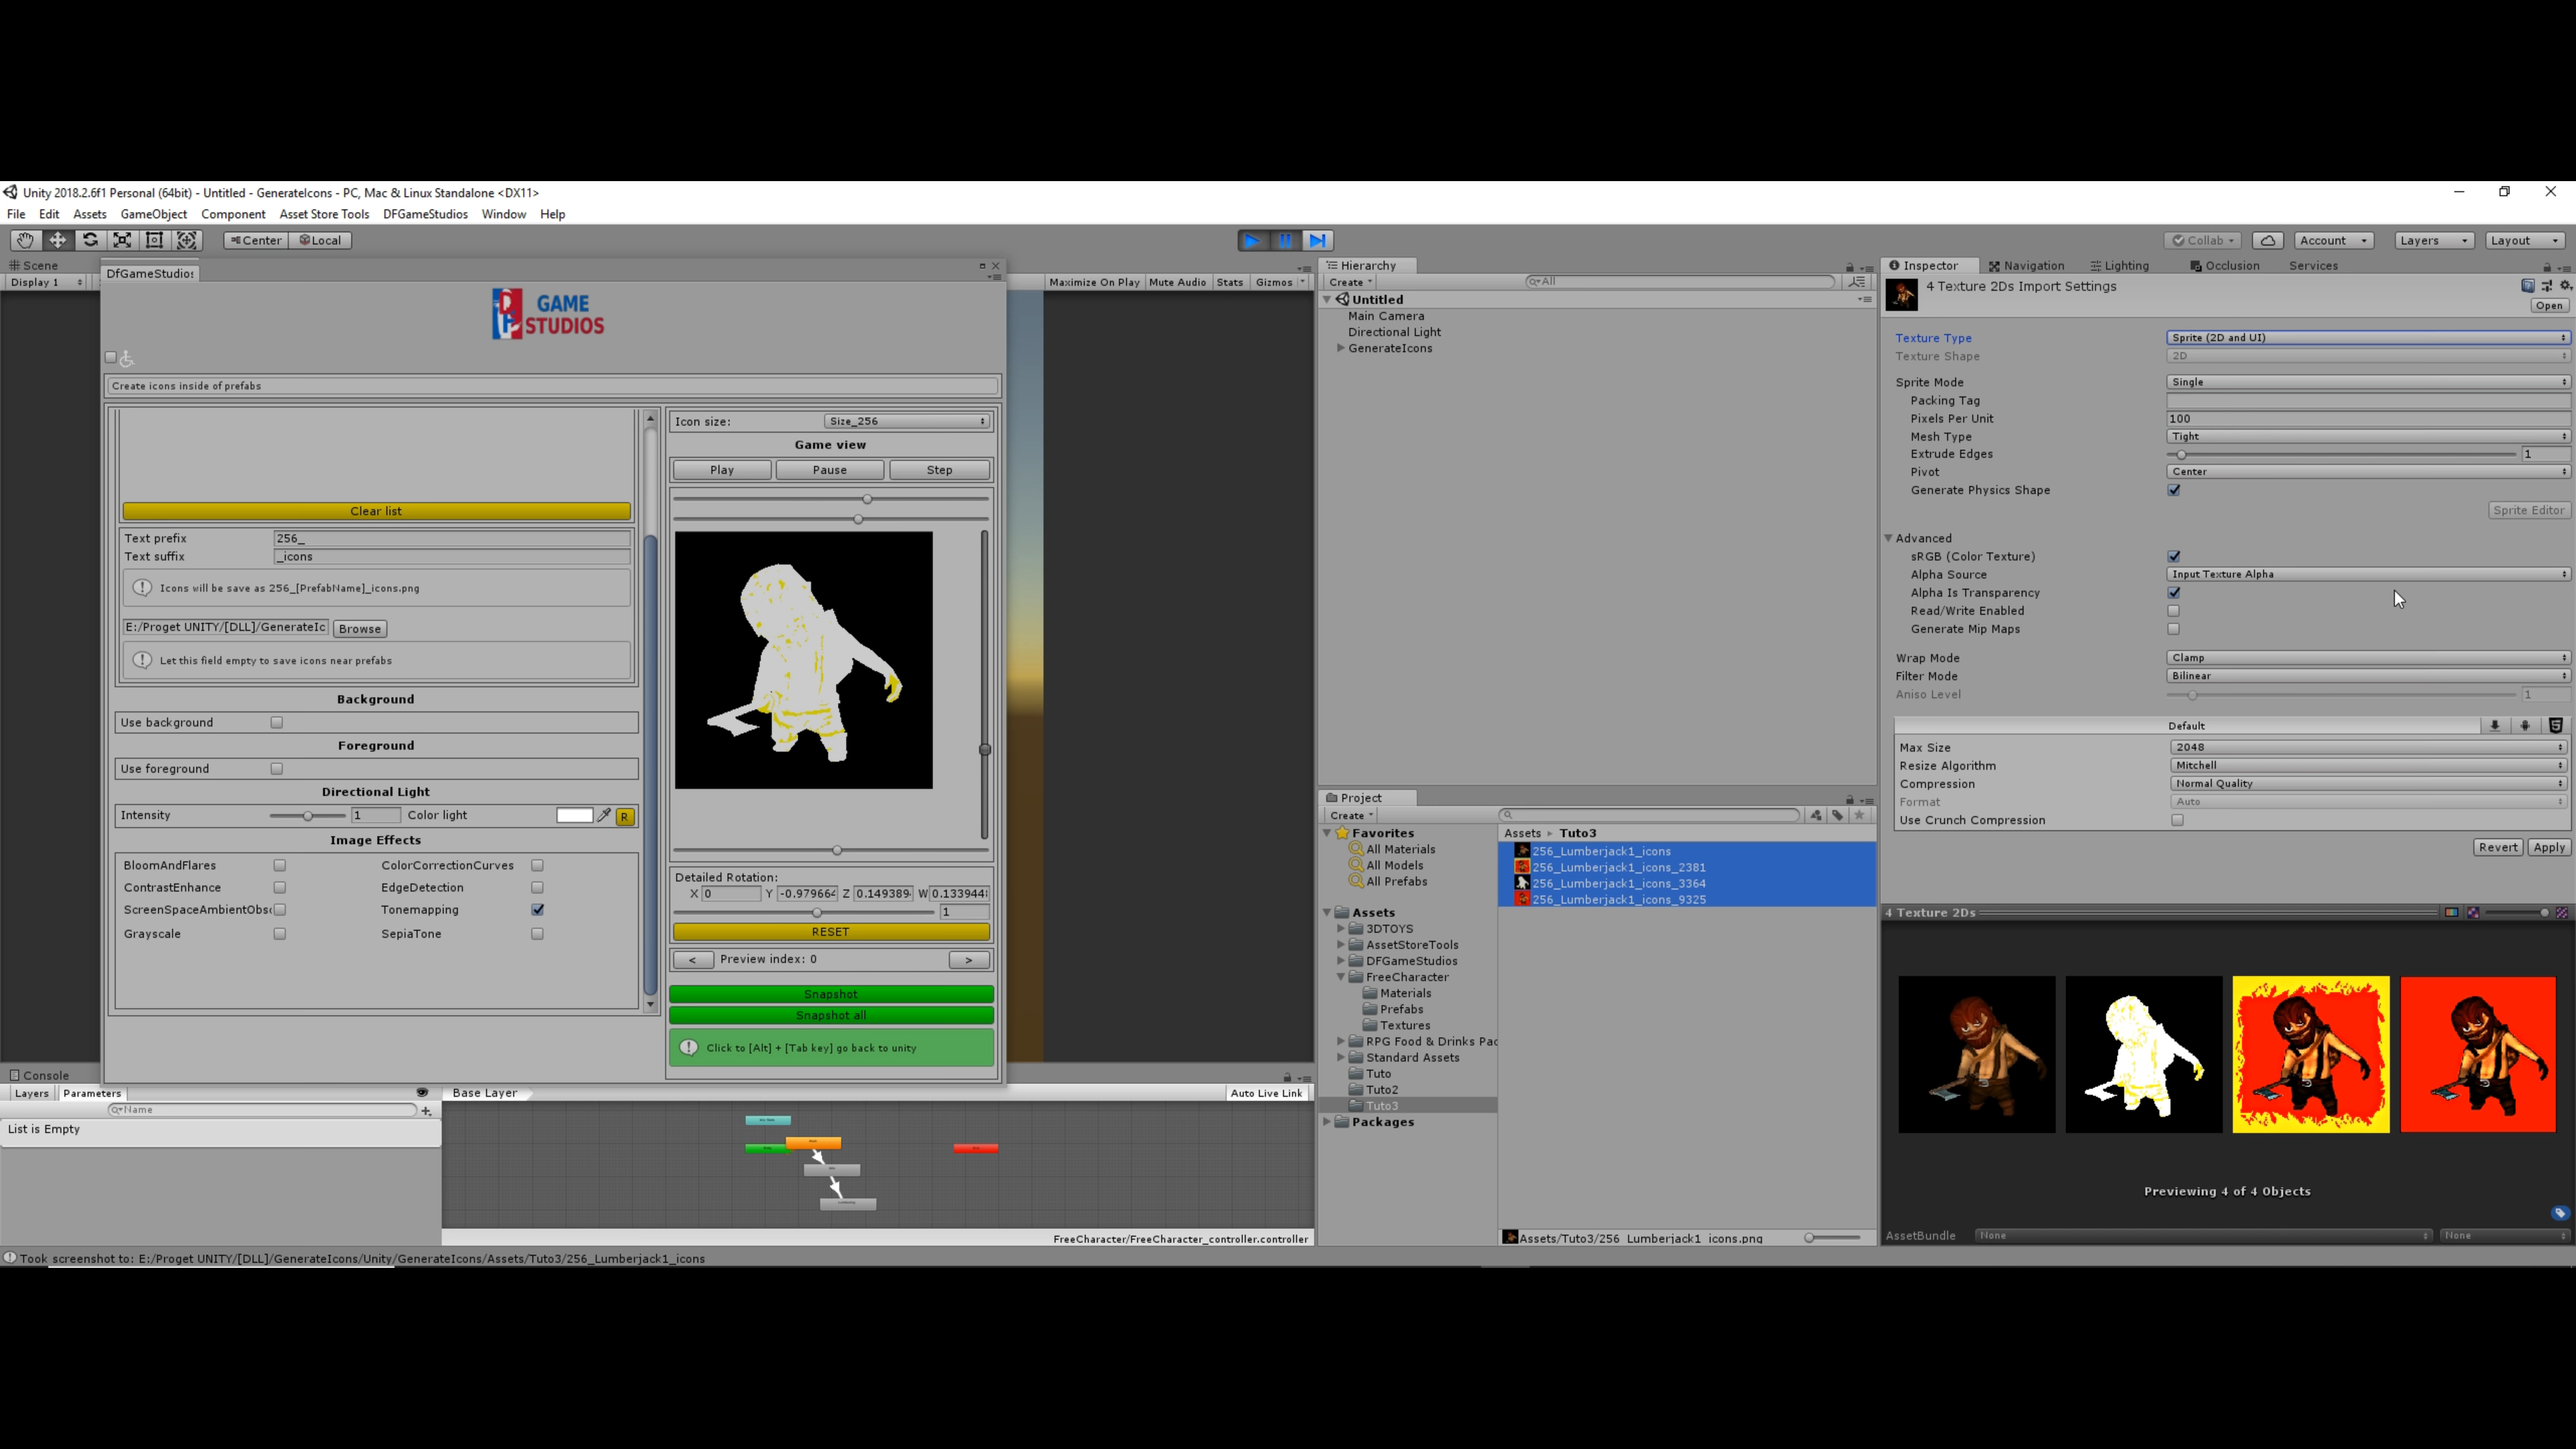 Unity 2018.2.6f1 Personal (64bit) - Untitled - GenerateIcons - PC, Mac & Linux Standalone <DX11>
File Edit Assets GameObject Component Asset Store Tools DFGameStudios Window Help
Center Local
Collab Account Layers Layout
Scene
Display 1
Maximize On Play Mute Audio Stats Gizmos
DfGameStudios
GAME
STUDIOS
Create icons inside of prefabs
Clear list
Text prefix 256_
Text suffix _icons
Icons will be save as 256_[PrefabName]_icons.png
E:/Proget UNITY/[DLL]/GenerateIc Browse
Let this field empty to save icons near prefabs
Background
Use background
Foreground
Use foreground
Directional Light
Intensity 1 Color light R
Image Effects
BloomAndFlares ColorCorrectionCurves
ContrastEnhance EdgeDetection
ScreenSpaceAmbientObs Tonemapping
Grayscale SepiaTone
Icon size: Size_256
Game view
Play Pause Step
Detailed Rotation:
X 0 Y -0.979664 Z 0.149389 W 0.133944
1
RESET
< Preview index: 0 >
Snapshot
Snapshot all
Click to [Alt] + [Tab key] go back to unity
Console
Layers Parameters
Name
List is Empty
Base Layer Auto Live Link
FreeCharacter/FreeCharacter_controller.controller
Took screenshot to: E:/Proget UNITY/[DLL]/GenerateIcons/Unity/GenerateIcons/Assets/Tuto3/256_Lumberjack1_icons
Hierarchy
Create All
Untitled
Main Camera
Directional Light
GenerateIcons
Project
Create
Favorites
All Materials
All Models
All Prefabs
Assets
3DTOYS
AssetStoreTools
DFGameStudios
FreeCharacter
Materials
Prefabs
Textures
RPG Food & Drinks Pac
Standard Assets
Tuto
Tuto2
Tuto3
Packages
Assets Tuto3
256_Lumberjack1_icons
256_Lumberjack1_icons_2381
256_Lumberjack1_icons_3364
256_Lumberjack1_icons_9325
Assets/Tuto3/256_Lumberjack1_icons.png
Inspector Navigation Lighting Occlusion Services
4 Texture 2Ds Import Settings
Open
Texture Type Sprite (2D and UI)
Texture Shape 2D
Sprite Mode Single
Packing Tag
Pixels Per Unit 100
Mesh Type Tight
Extrude Edges 1
Pivot Center
Generate Physics Shape
Sprite Editor
Advanced
sRGB (Color Texture)
Alpha Source Input Texture Alpha
Alpha Is Transparency
Read/Write Enabled
Generate Mip Maps
Wrap Mode Clamp
Filter Mode Bilinear
Aniso Level 1
Default
Max Size 2048
Resize Algorithm Mitchell
Compression Normal Quality
Format Auto
Use Crunch Compression
Revert Apply
4 Texture 2Ds
Previewing 4 of 4 Objects
AssetBundle None None